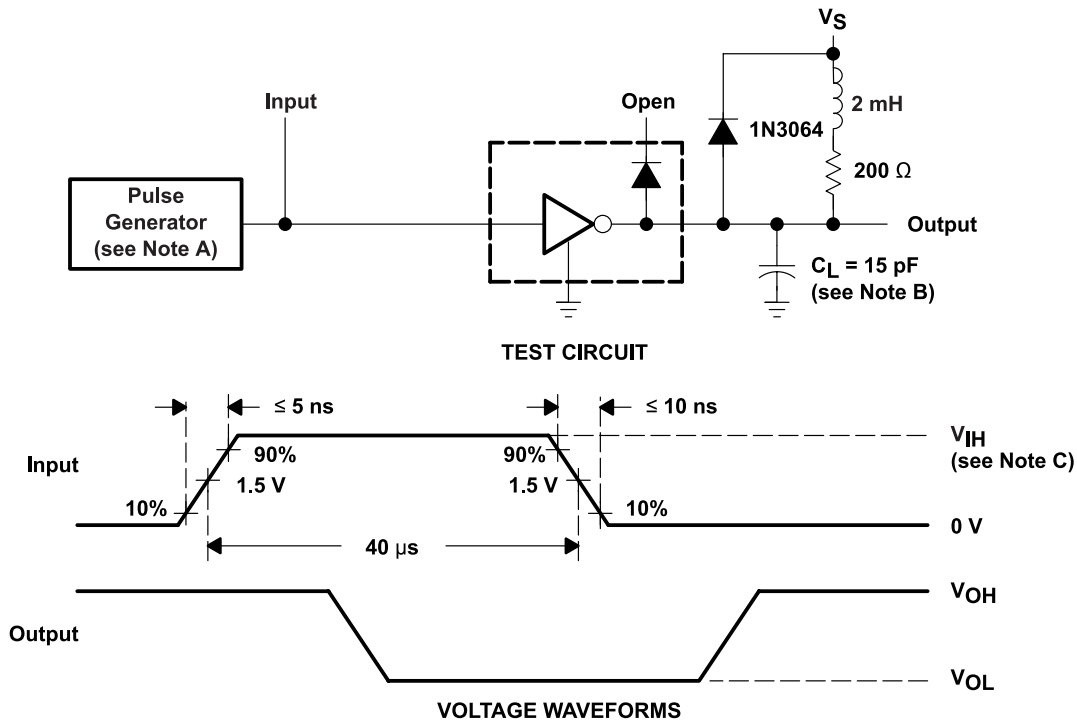 VS
Input
Open
2 mH
1N3064
Pulse
Generator
(see Note A)
200 Ω
Output
CL = 15 pF
(see Note B)
TEST CIRCUIT
≤ 5 ns
≤ 10 ns
Input
90%
90%
VIH
(see Note C)
1.5 V
1.5 V
10%
10%
0 V
40 μs
VOH
Output
VOL
VOLTAGE WAVEFORMS